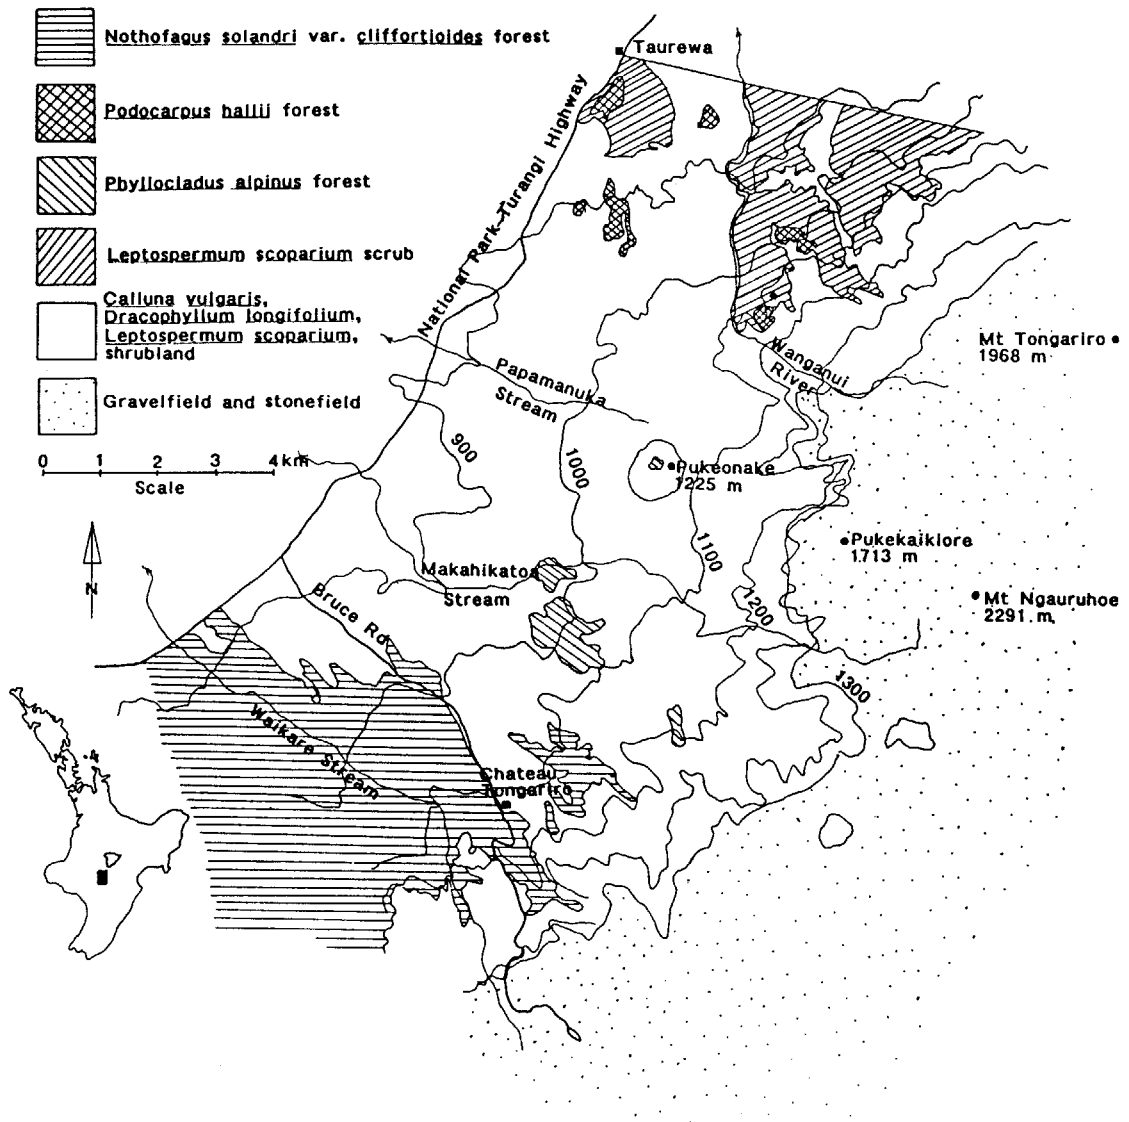 Nothofagus solandri var. cliffortioides forest
Podocarpus hallii forest
Phyllocladus alpinus forest
Leptospermum scoparium scrub
Calluna vulgaris,
Dracophyllum longifolium,
Leptospermum scoparium,
shrubland
Gravelfield and stonefield
0 1 2 3 4 km
Scale
N
Taurewa
National Park-Turangi Highway
Mt Tongariro
1968 m
Wanganui
River
Papamanuka
Stream
900
1000
Pukeonake
1225 m
1100
Pukekaikiore
1713 m
Makahikatoa
Stream
Bruce Rd
1200
Mt Ngauruhoe
2291 m
1300
Waikare Stream
Chateau
Tongariro